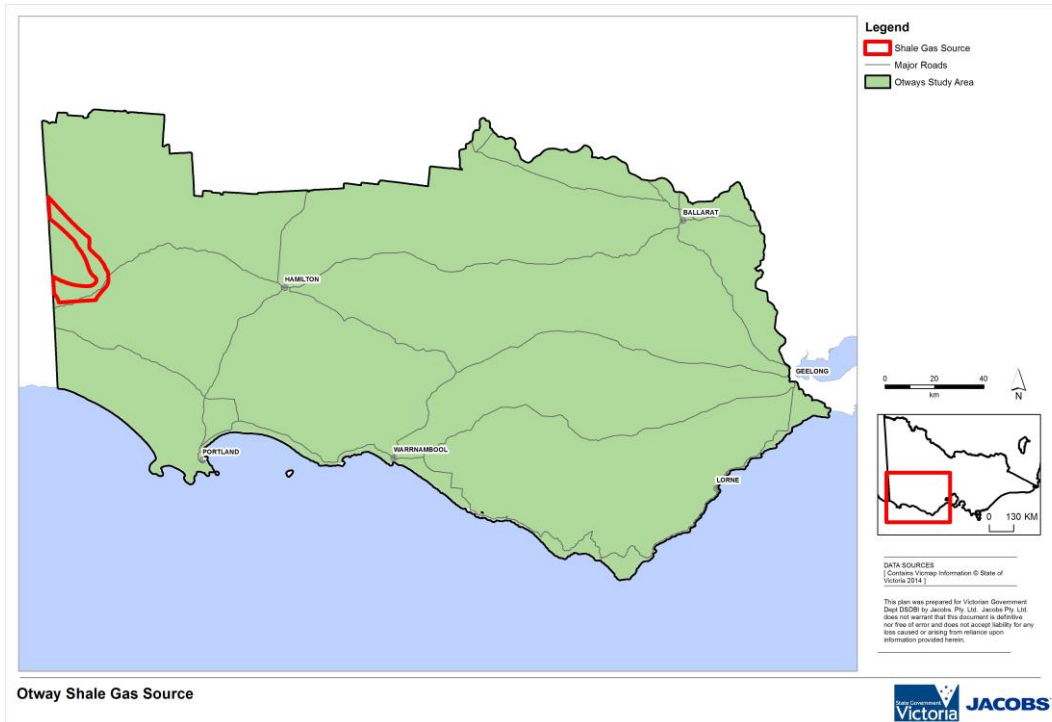 Legend
Shale Gas Source
Major Roads
Otways Study Area
BALLARAT
HAMILTON
GEELONG
PORTLAND
WARRNAMBOOL
LORNE
0 20 40
km
N
0 130 KM
DATA SOURCES
[ Contains Vicmap Information © State of
Victoria 2014 ]
This plan was prepared for Victorian Government
Dept DSDBI by Jacobs. Pty. Ltd. Jacobs Pty. Ltd.
does not warrant that this document is definitive
nor free of error and does not accept liability for any
loss caused or arising from reliance upon
information provided herein.
Otway Shale Gas Source
State Government
Victoria
JACOBS